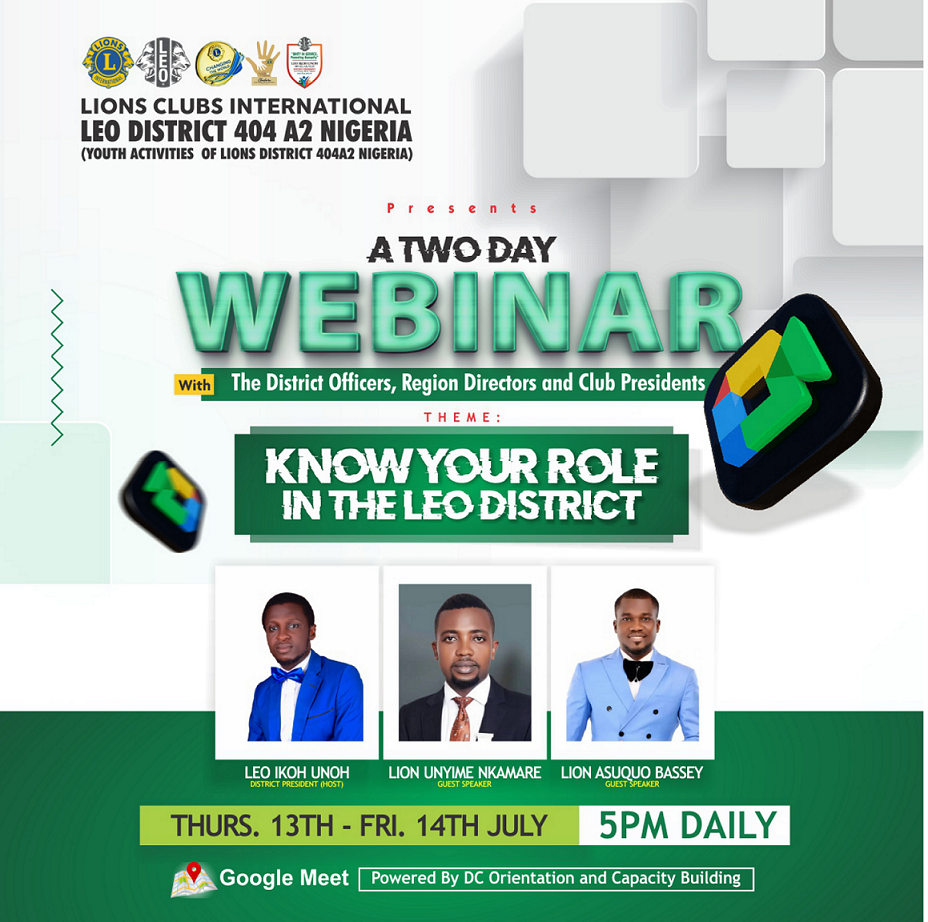 LIONS CLUBS INTERNATIONAL
LEO DISTRICT 404 A2 NIGERIA
(YOUTH ACTIVITIES OF LIONS DISTRICT 404A2 NIGERIA)
Presents
A TWO DAY
WEBINAR
With The District Officers, Region Directors and Club Presidents
THEME:
KNOW YOUR ROLE
IN THE LEO DISTRICT
LEO IKOH UNOH
DISTRICT PRESIDENT (HOST)
LION UNYIME NKAMARE
GUEST SPEAKER
LION ASUQUO BASSEY
GUEST SPEAKER
THURS. 13TH - FRI. 14TH JULY 5PM DAILY
Google Meet Powered By DC Orientation and Capacity Building